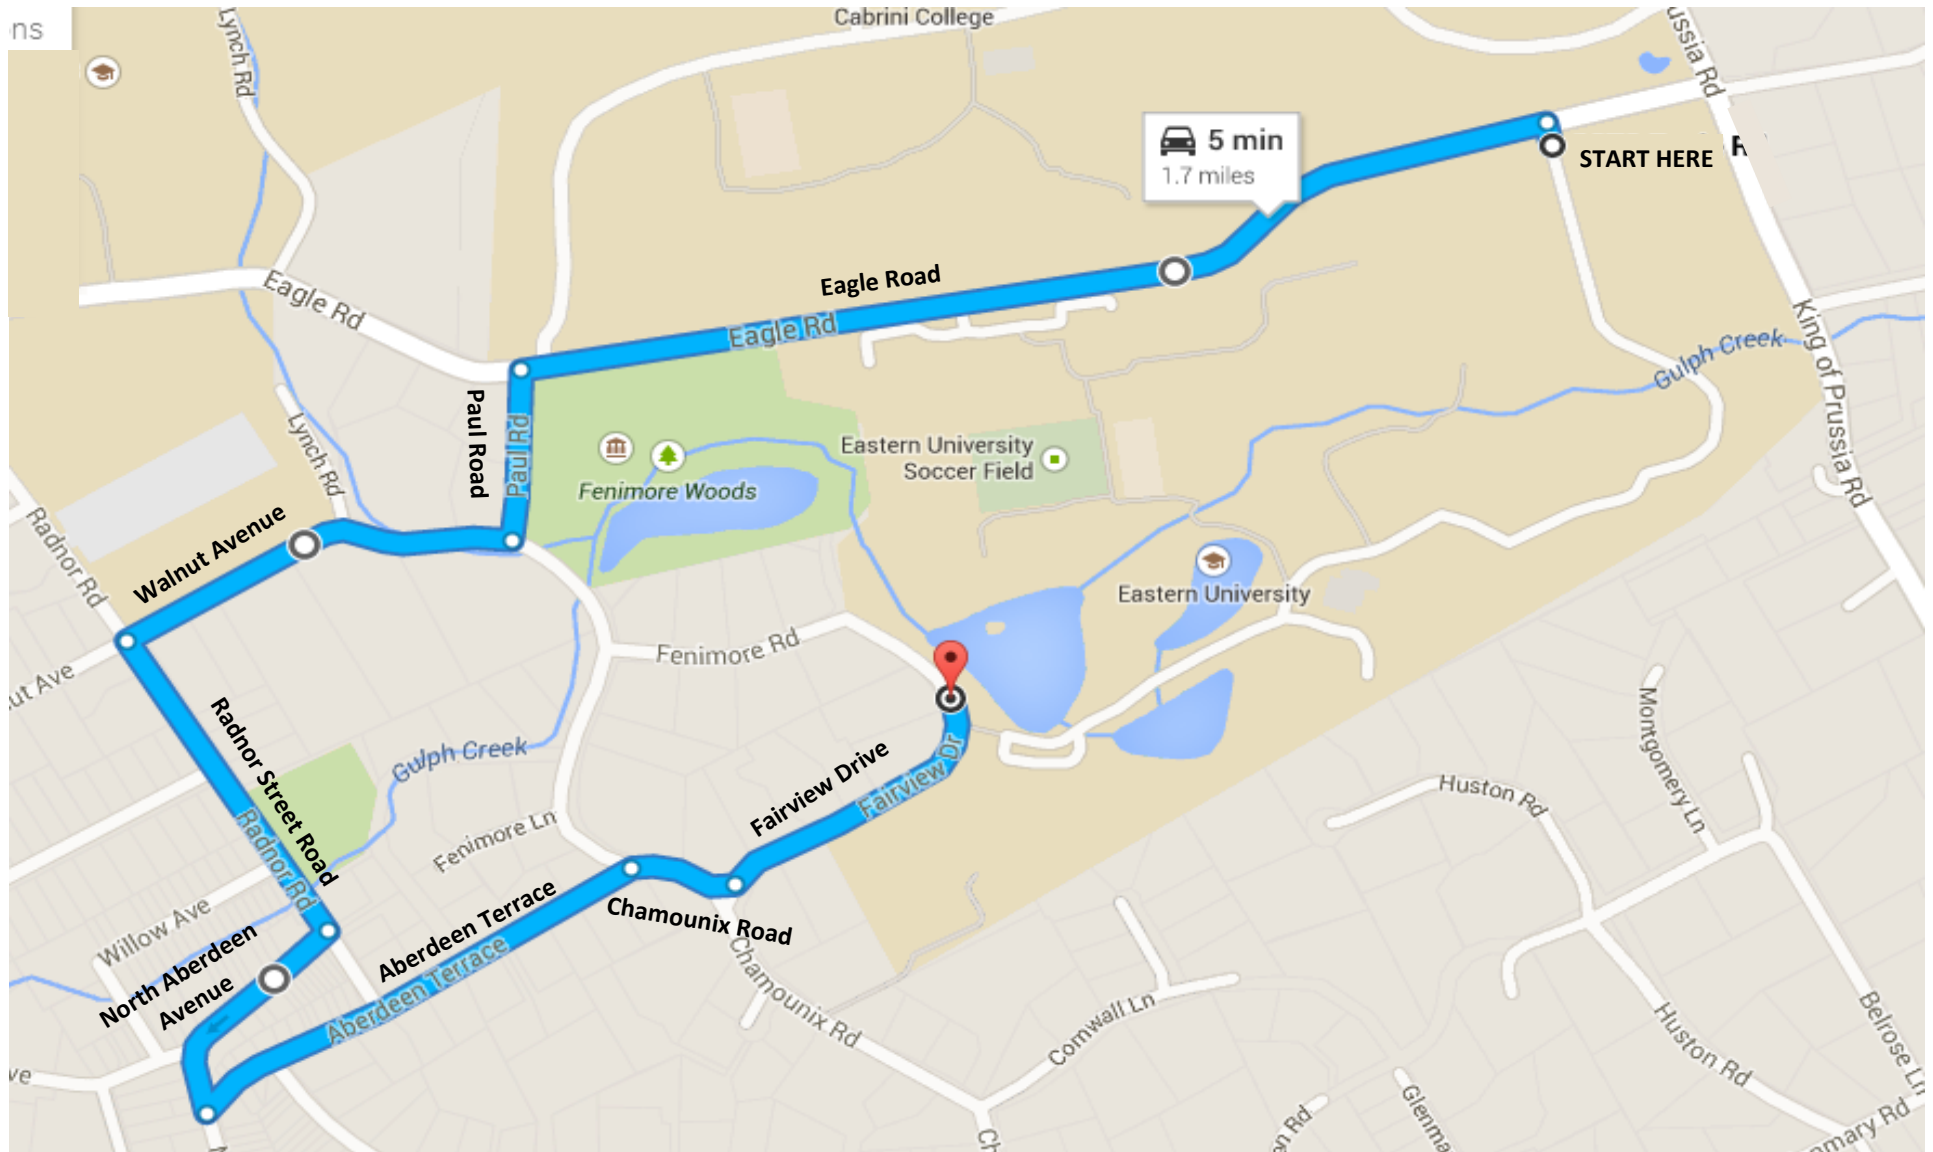 ns
Cabrini College
Lynch Rd
King of Prussia Rd
5 min
1.7 miles
START HERE
Eagle Road
Eagle Rd
Eagle Rd
Gulph Creek
Paul Road
Paul Rd
Lynch Rd
Eastern University
Soccer Field
Fenimore Woods
Walnut Avenue
Radnor Rd
Eastern University
Fenimore Rd
ut Ave
Radnor Street Road
Radnor Rd
Montgomery Ln
Gulph Creek
Fairview Drive
Fairview Dr
Huston Rd
Fenimore Ln
Willow Ave
Aberdeen Terrace
Aberdeen Terrace
Chamounix Road
North Aberdeen
Avenue
Chamounix Rd
Cornwall Ln
Huston Rd
Belrose Ln
ve
Glenma
en Rd
Ch
mary Rd
ussia Rd